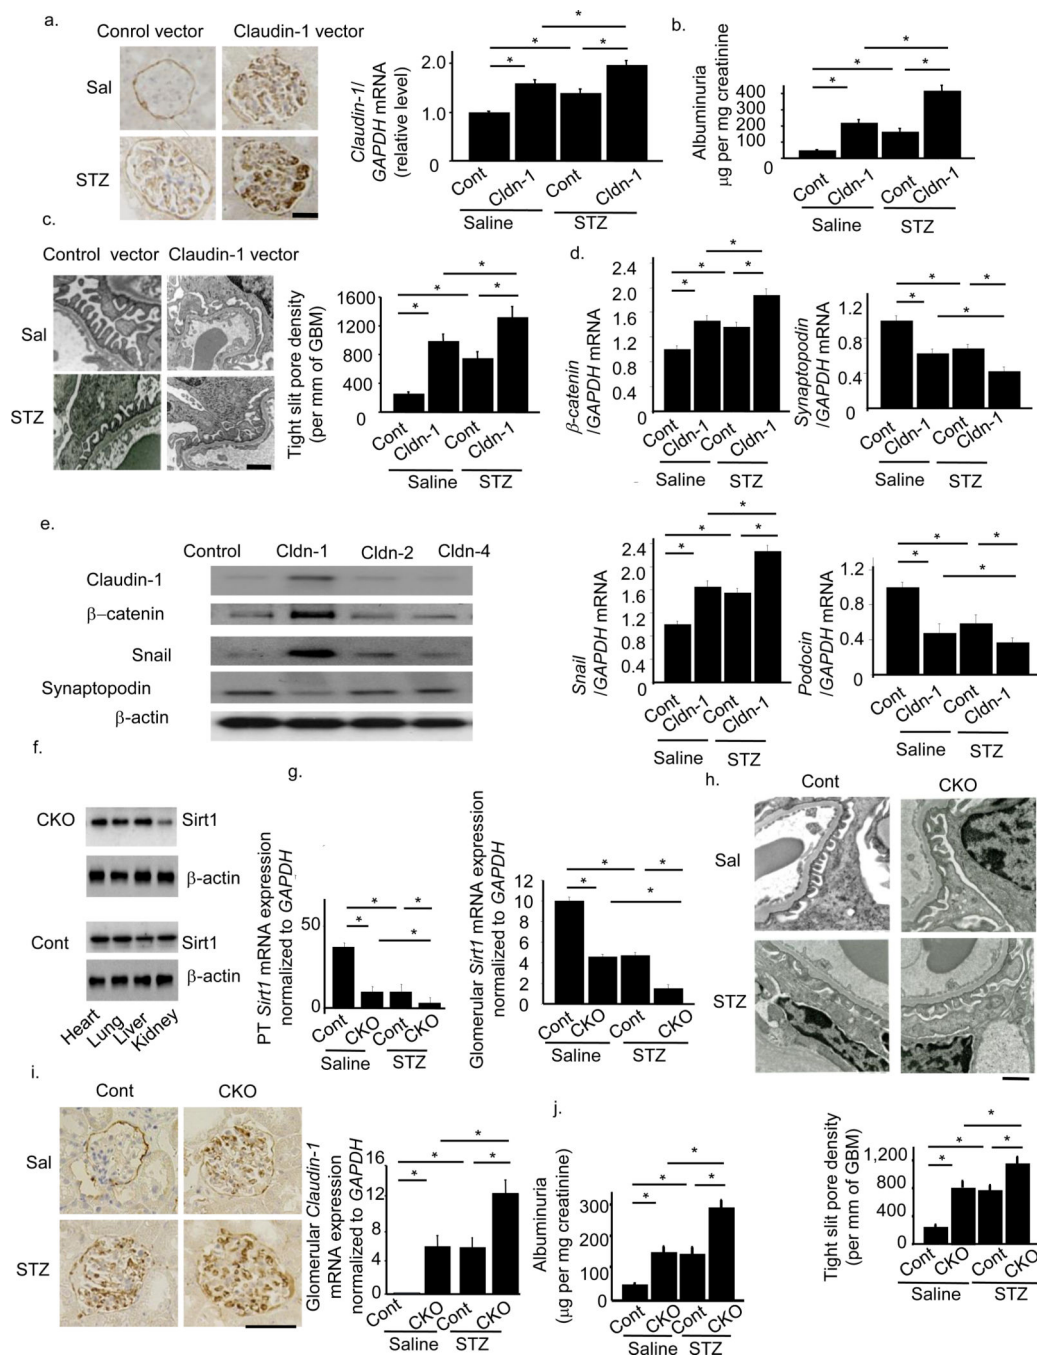 a.
Conrol vector
Claudin-1 vector
Sal
STZ
Claudin-1/
GAPDH mRNA
(relative level)
2.0
1.0
0
*
*
*
*
Cont
Cldn-1
Cont
Cldn-1
Saline
STZ
b.
Albuminuria
µg per mg creatinine
400
300
200
100
0
*
*
*
*
Cont
Cldn-1
Cont
Cldn-1
Saline
STZ
c.
Control vector
Claudin-1 vector
Sal
STZ
Tight slit pore density
(per mm of GBM)
1600
1200
800
400
0
*
*
*
*
Cont
Cldn-1
Cont
Cldn-1
Saline
STZ
d.
β-catenin
/GAPDH mRNA
2.4
2.0
1.6
1.2
0
*
*
*
*
Cont
Cldn-1
Cont
Cldn-1
Saline
STZ
Synaptopodin
/GAPDH mRNA
1.2
0.8
0.4
0
*
*
*
*
Cont
Cldn-1
Cont
Cldn-1
Saline
STZ
Snail
/GAPDH mRNA
2.4
2.0
1.6
1.2
0
*
*
*
*
Cont
Cldn-1
Cont
Cldn-1
Saline
STZ
Podocin
/GAPDH mRNA
1.2
0.8
0.4
0
*
*
*
*
Cont
Cldn-1
Cont
Cldn-1
Saline
STZ
e.
Control
Cldn-1
Cldn-2
Cldn-4
Claudin-1
β–catenin
Snail
Synaptopodin
β-actin
f.
CKO
Sirt1
β-actin
Cont
Sirt1
β-actin
Heart
Lung
Liver
Kidney
g.
PT Sirt1 mRNA expression
normalized to GAPDH
50
0
*
*
*
*
Cont
CKO
Cont
CKO
Saline
STZ
Glomerular Sirt1 mRNA expression
normalized to GAPDH
12
10
8
6
4
2
0
*
*
*
*
Cont
CKO
Cont
CKO
Saline
STZ
h.
Cont
CKO
Sal
STZ
Tight slit pore density
(per mm of GBM)
1,200
800
400
0
*
*
*
*
Cont
CKO
Cont
CKO
Saline
STZ
i.
Cont
CKO
Sal
STZ
Glomerular Claudin-1
mRNA expression
normalized to GAPDH
16
12
8
4
0
*
*
*
*
Cont
CKO
Cont
CKO
Saline
STZ
j.
Albuminuria
(µg per mg creatinine)
300
200
100
0
*
*
*
*
Cont
CKO
Cont
CKO
Saline
STZ